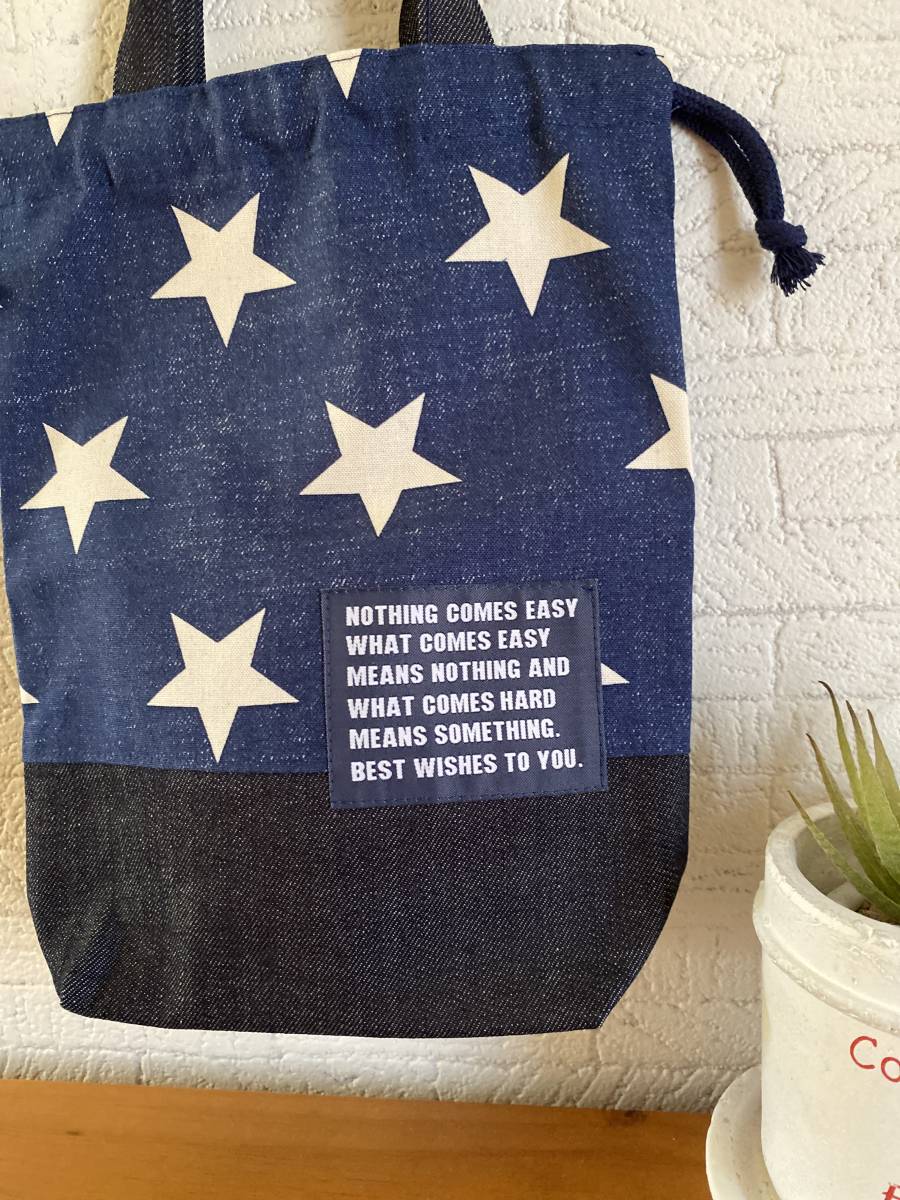 NOTHING COMES EASY
WHAT COMES EASY
MEANS NOTHING AND
WHAT COMES HARD
MEANS SOMETHING.
BEST WISHES TO YOU.